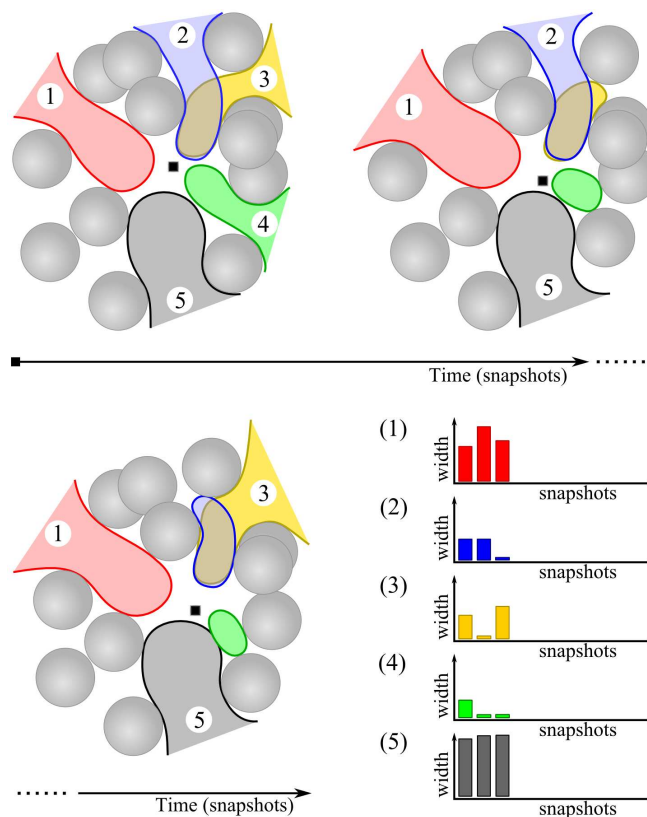 1
2
3
4
5
1
2
5
Time (snapshots)
1
3
5
Time (snapshots)
(1)
width
snapshots
(2)
width
snapshots
(3)
width
snapshots
(4)
width
snapshots
(5)
width
snapshots